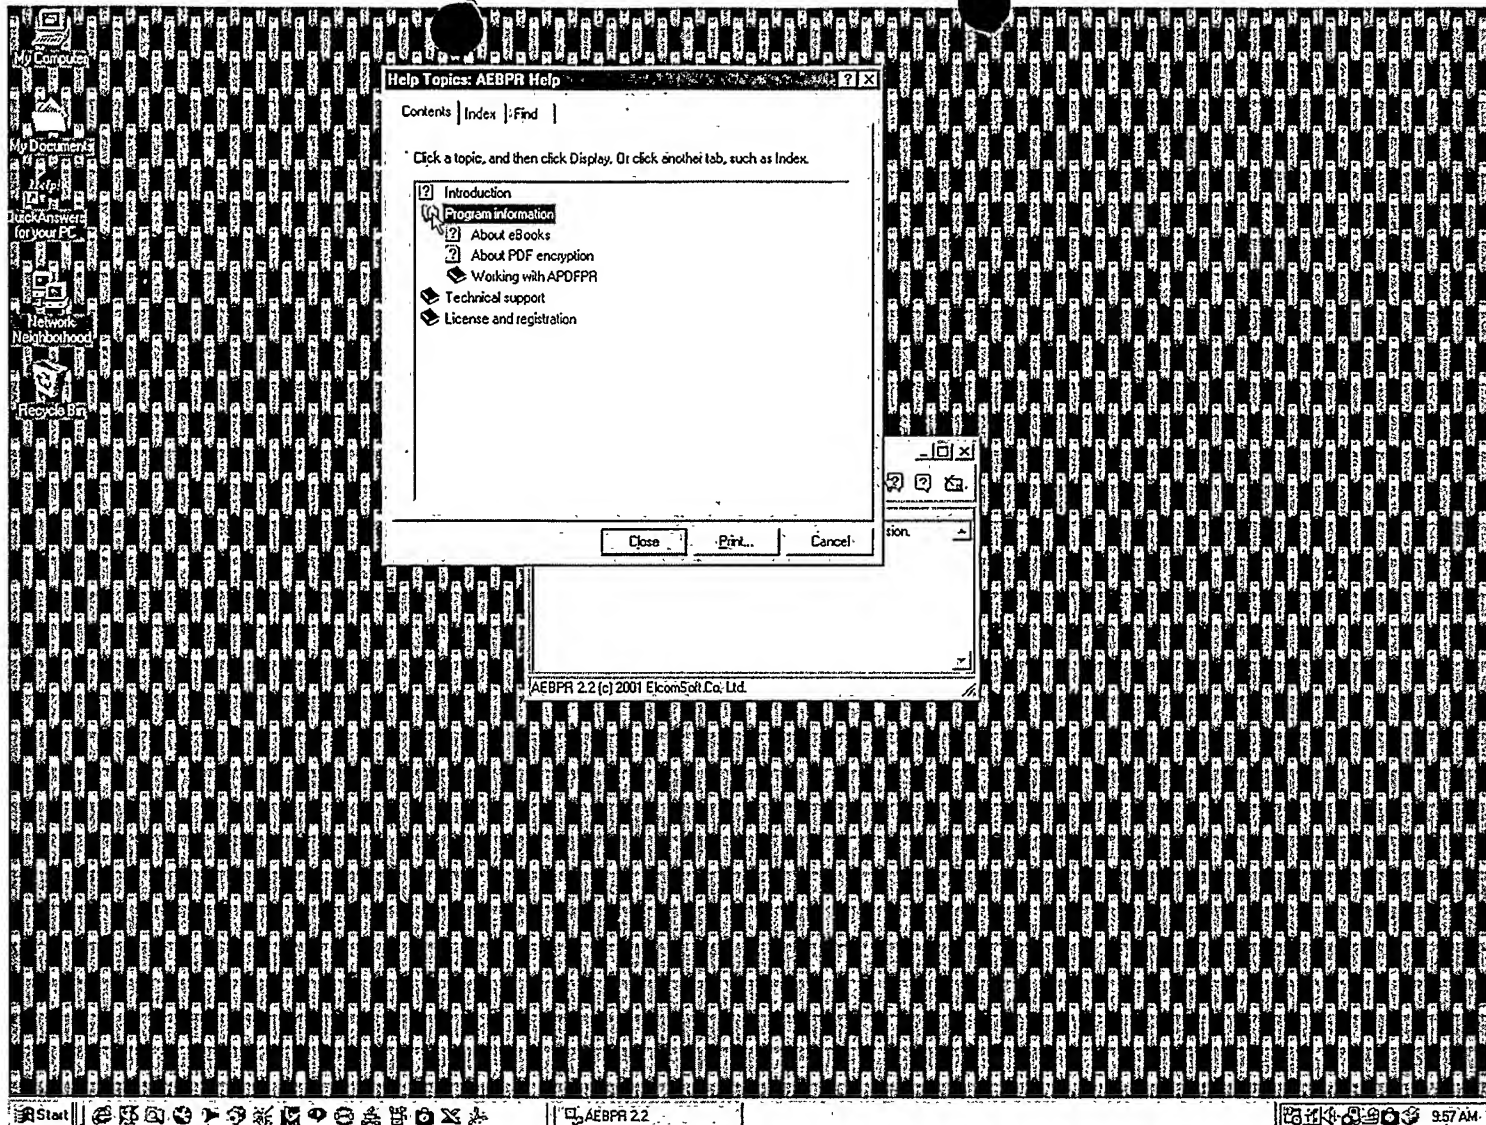 My Computer
My Documents
Help!
QuickAnswers
for your PC
Network
Neighborhood
Recycle Bin
Help Topics: AEBPR Help
Contents
Index
Find
Click a topic, and then click Display. Or click another tab, such as Index.
Introduction
Program information
About eBooks
About PDF encryption
Working with APDFPR
Technical support
License and registration
Close
Print...
Cancel
sion.
AEBPR 2.2 (c) 2001 ElcomSoft Co. Ltd.
Start
AEBPR 2.2
9:57 AM